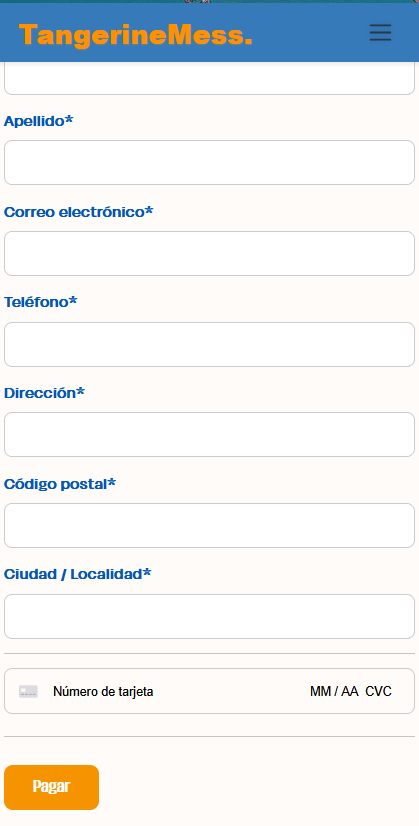 TangerineMess.
Apellido*
Correo electrónico*
Teléfono*
Dirección*
Código postal*
Ciudad / Localidad*
Número de tarjeta MM / AA CVC
Pagar